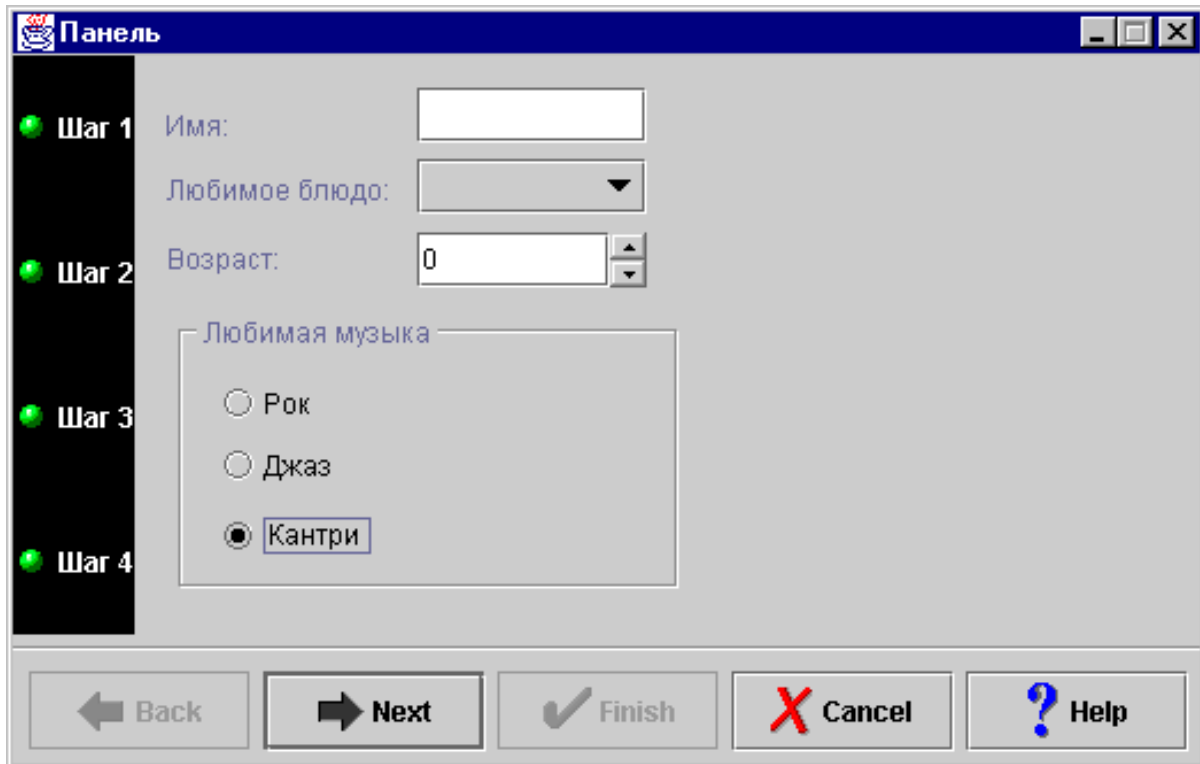 Панель
Шаг 1
Шаг 2
Шаг 3
Шаг 4
Имя:
Любимое блюдо:
Возраст: 0
Любимая музыка
Рок
Джаз
Кантри
Back Next Finish Cancel Help